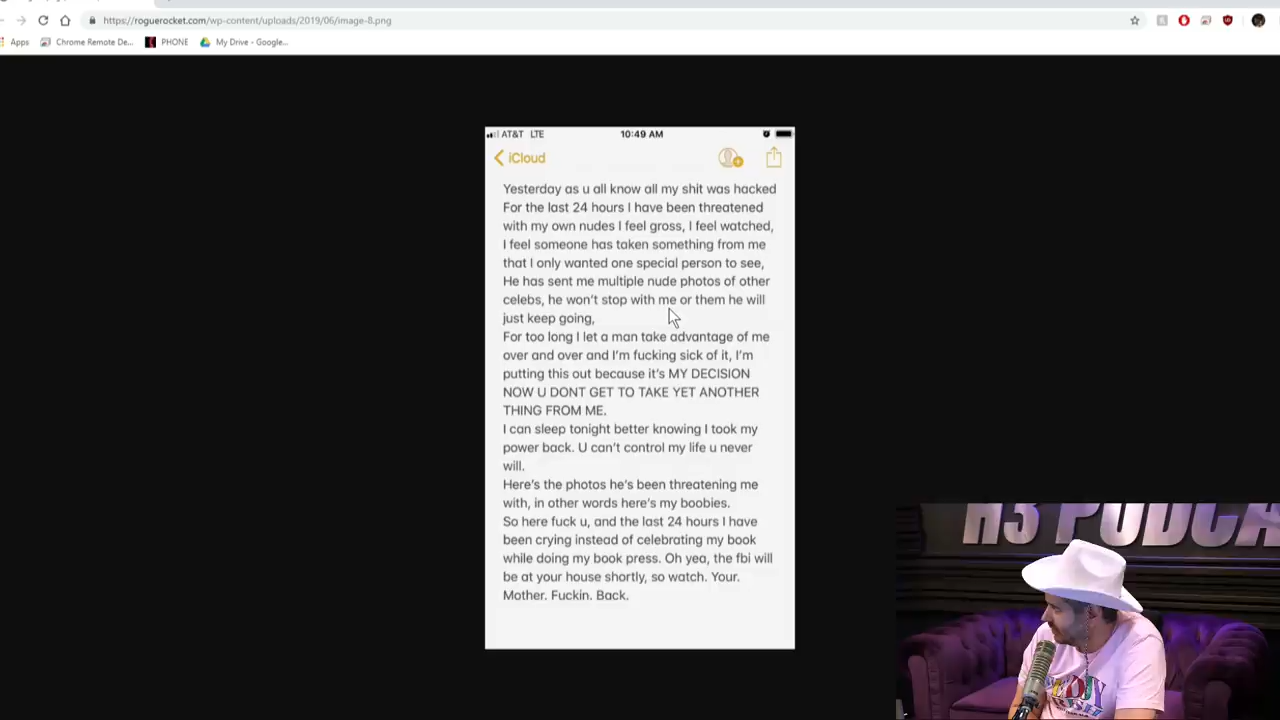 https://roguerocket.com/wp-content/uploads/2019/06/image-8.png
Apps Chrome Remote De... PHONE My Drive - Google...
AT&T LTE 10:49 AM
iCloud
Yesterday as u all know all my shit was hacked
For the last 24 hours I have been threatened
with my own nudes I feel gross, I feel watched,
I feel someone has taken something from me
that I only wanted one special person to see,
He has sent me multiple nude photos of other
celebs, he won't stop with me or them he will
just keep going,
For too long I let a man take advantage of me
over and over and I'm fucking sick of it, I'm
putting this out because it's MY DECISION
NOW U DONT GET TO TAKE YET ANOTHER
THING FROM ME.
I can sleep tonight better knowing I took my
power back. U can't control my life u never
will.
Here's the photos he's been threatening me
with, in other words here's my boobies.
So here fuck u, and the last 24 hours I have
been crying instead of celebrating my book
while doing my book press. Oh yea, the fbi will
be at your house shortly, so watch. Your.
Mother. Fuckin. Back.
H3 PODCA